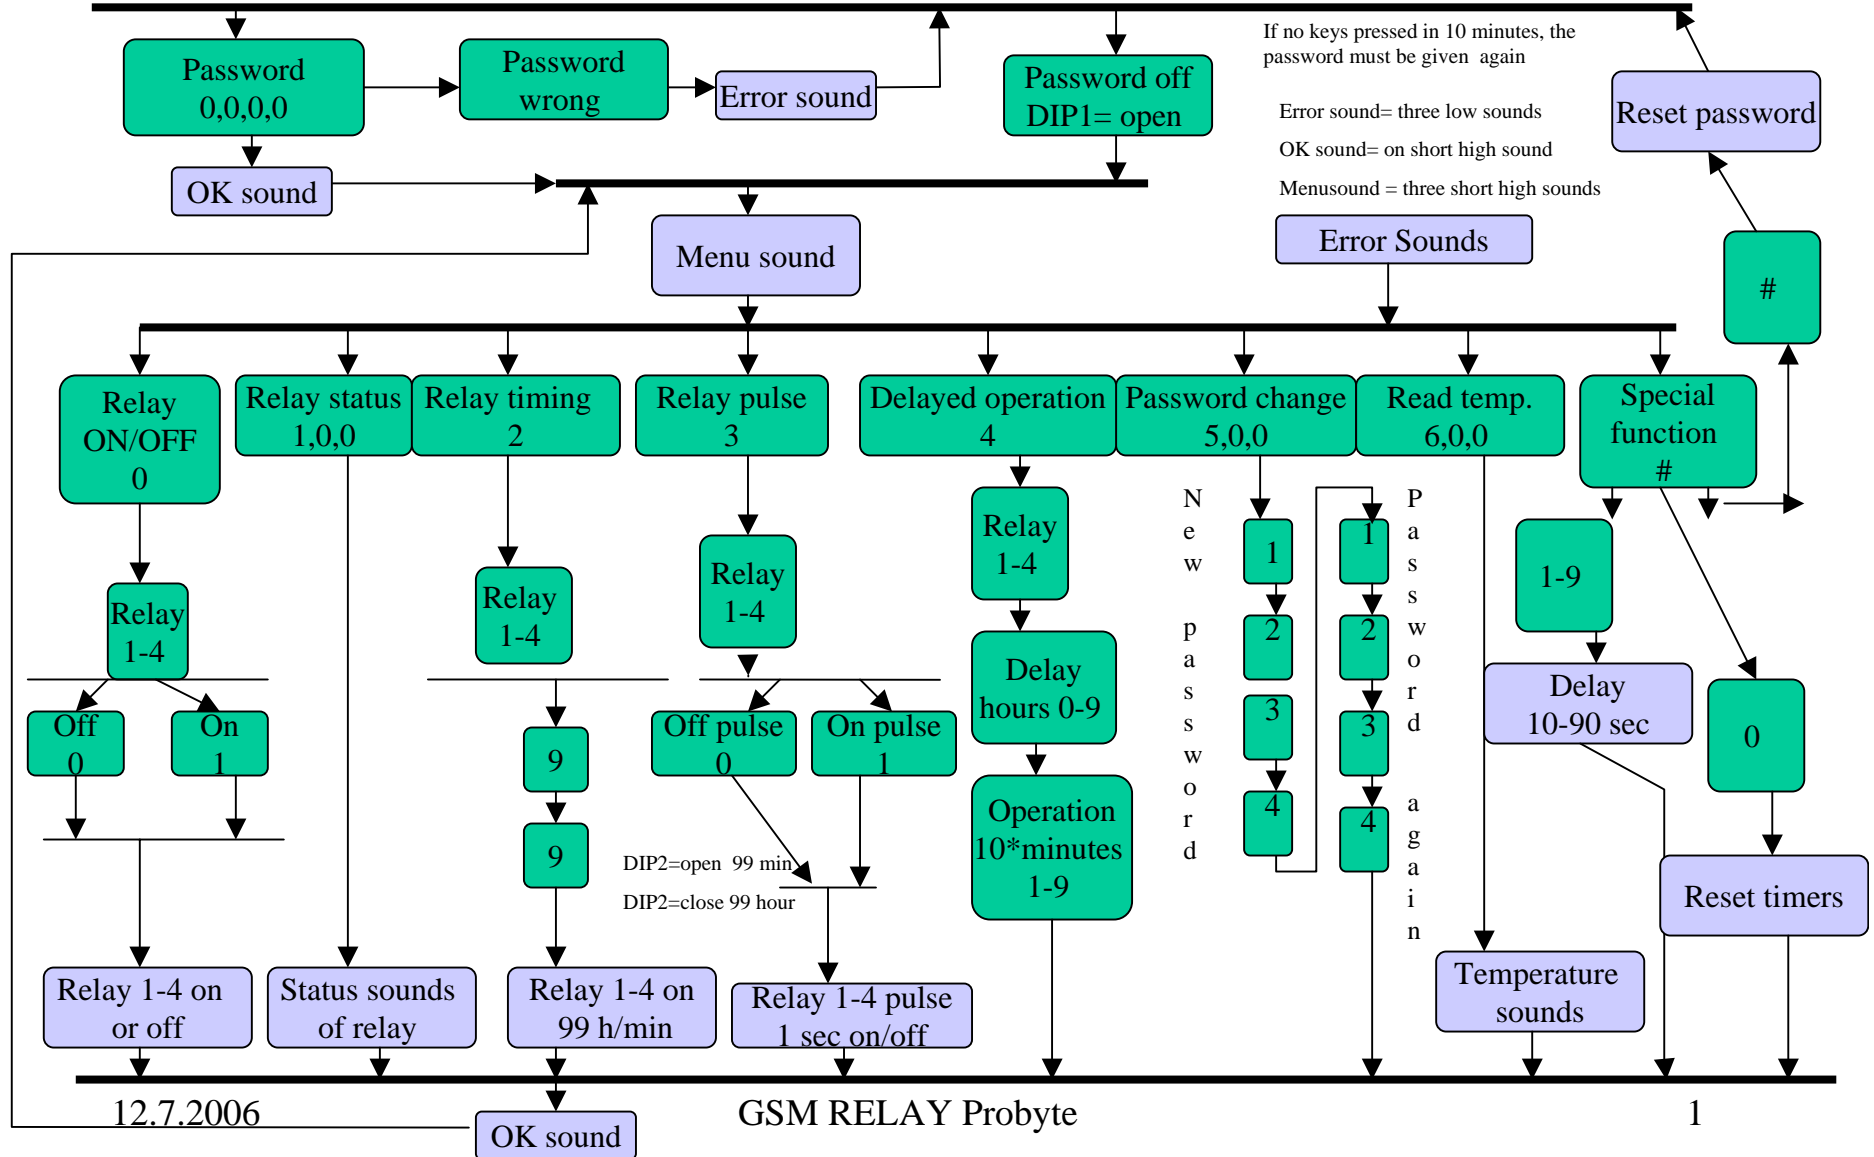 Password
0,0,0,0
Password
wrong
Error sound
Password off
DIP1= open
If no keys pressed in 10 minutes, the
password must be given  again
Error sound= three low sounds
OK sound= on short high sound
Menusound = three short high sounds
Reset password
OK sound
Menu sound
Error Sounds
#
Relay
ON/OFF
0
Relay status
1,0,0
Relay timing
2
Relay pulse
3
Delayed operation
4
Password change
5,0,0
Read temp.
6,0,0
Special
function
#
Relay
1-4
Off
0
On
1
Relay
1-4
9
9
Relay
1-4
Off pulse
0
On pulse
1
DIP2=open  99 min
DIP2=close 99 hour
Relay
1-4
Delay
hours 0-9
Operation
10*minutes
1-9
New password
1
2
3
4
1
2
3
4
Password again
1-9
Delay
10-90 sec
0
Reset timers
Relay 1-4 on
or off
Status sounds
of relay
Relay 1-4 on
99 h/min
Relay 1-4 pulse
1 sec on/off
Temperature
sounds
12.7.2006
GSM RELAY Probyte
1
OK sound